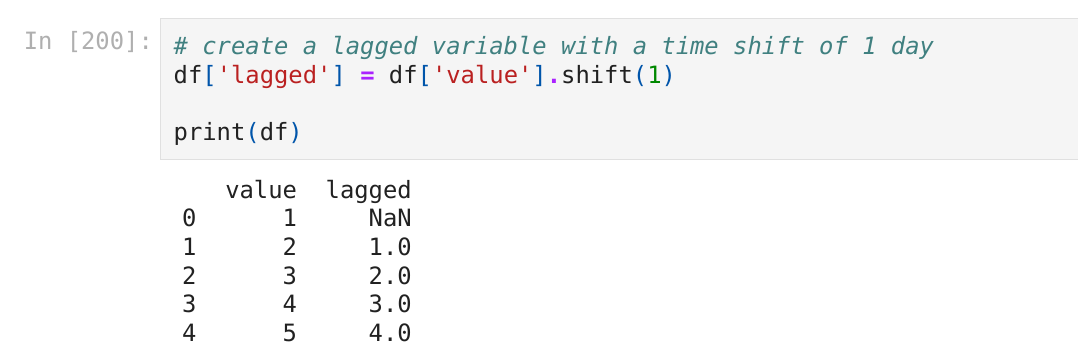 In [200]:
# create a lagged variable with a time shift of 1 day
df['lagged'] = df['value'].shift(1)
print(df)
value lagged
0 1 NaN
1 2 1.0
2 3 2.0
3 4 3.0
4 5 4.0